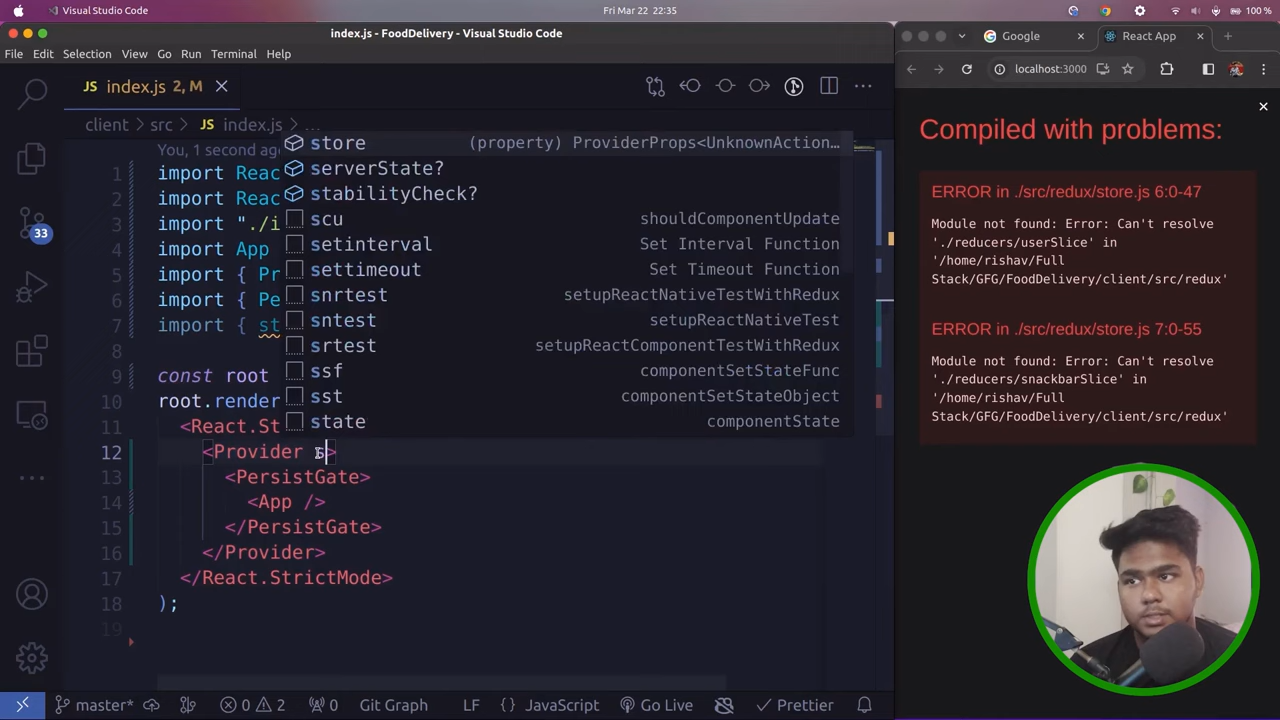 Visual Studio Code
Fri Mar 22 22:35
100 %
index.js - FoodDelivery - Visual Studio Code
File Edit Selection View Go Run Terminal Help
JS index.js 2, M
client > src > JS index.js > ...
You, 1 second ago
1 import Reac
2 import Reac
3 import "./i
4 import App
5 import { Pr
6 import { Pe
7 import { st
8
9 const root
10 root.render
11 <React.St
12 <Provider s>
13 <PersistGate>
14 <App />
15 </PersistGate>
16 </Provider>
17 </React.StrictMode>
18 );
19
store (property) ProviderProps<UnknownAction…
serverState?
stabilityCheck?
scu shouldComponentUpdate
setinterval Set Interval Function
settimeout Set Timeout Function
snrtest setupReactNativeTestWithRedux
sntest setupReactNativeTest
srtest setupReactComponentTestWithRedux
ssf componentSetStateFunc
sst componentSetStateObject
state componentState
33
master* 0 2 0 Git Graph LF { } JavaScript Go Live Prettier
Google
React App
localhost:3000
Compiled with problems:
ERROR in ./src/redux/store.js 6:0-47
Module not found: Error: Can't resolve
'./reducers/userSlice' in
'/home/rishav/Full
Stack/GFG/FoodDelivery/client/src/redux'
ERROR in ./src/redux/store.js 7:0-55
Module not found: Error: Can't resolve
'./reducers/snackbarSlice' in
'/home/rishav/Full
Stack/GFG/FoodDelivery/client/src/redux'